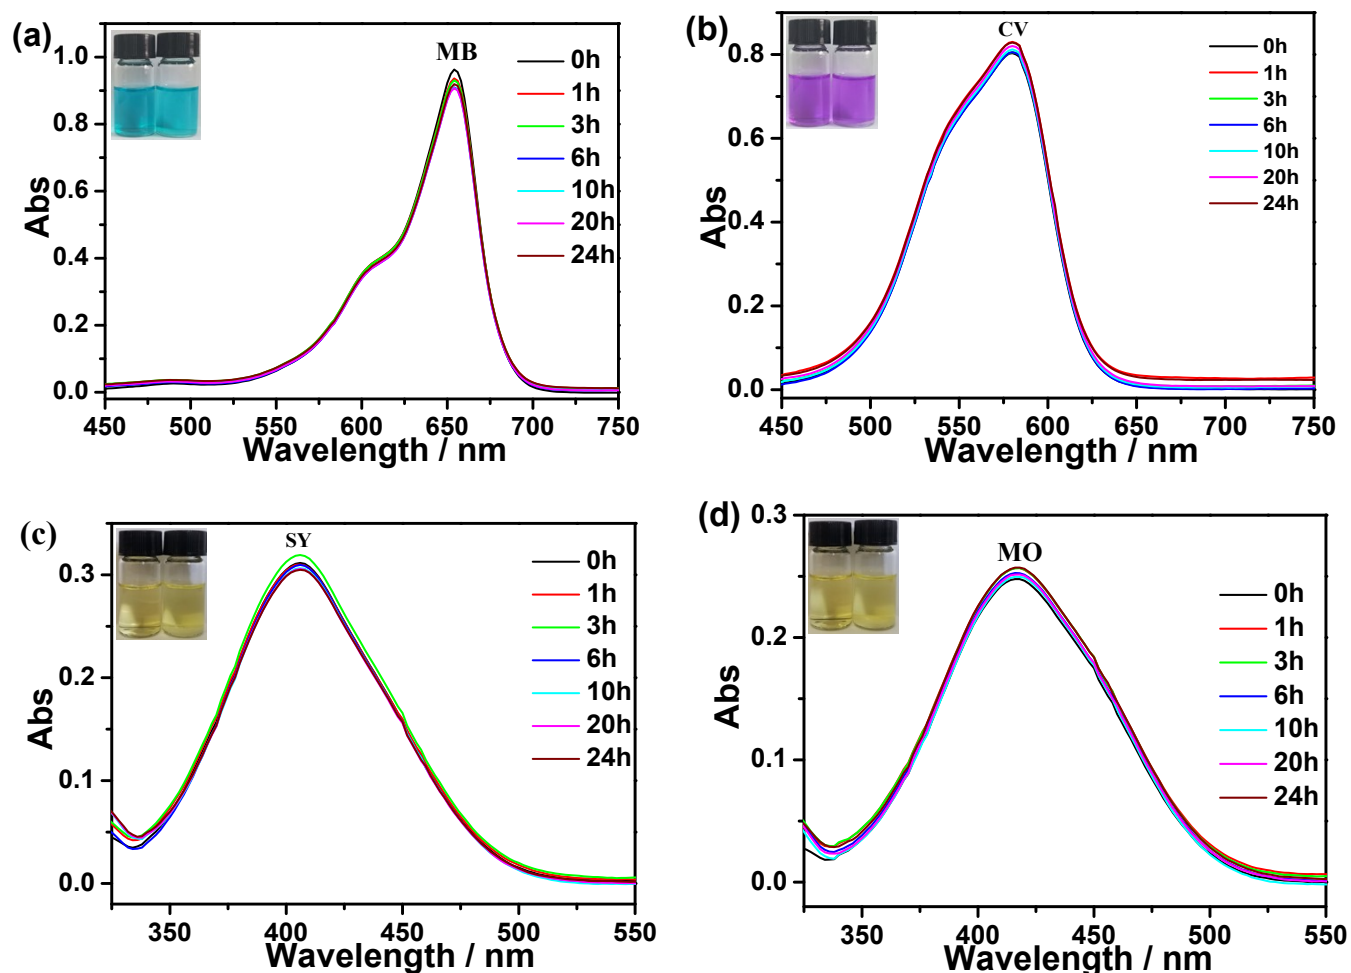 (a)
MB
0h
1h
3h
6h
10h
20h
24h
1.0
0.8
0.6
0.4
0.2
0.0
Abs
450 500 550 600 650 700 750
Wavelength / nm
(b)
CV
0h
1h
3h
6h
10h
20h
24h
0.8
0.6
0.4
0.2
0.0
Abs
450 500 550 600 650 700 750
Wavelength / nm
(c)
SY
0h
1h
3h
6h
10h
20h
24h
0.3
0.2
0.1
0.0
Abs
350 400 450 500 550
Wavelength / nm
(d)
MO
0h
1h
3h
6h
10h
20h
24h
0.3
0.2
0.1
0.0
Abs
350 400 450 500 550
Wavelength / nm